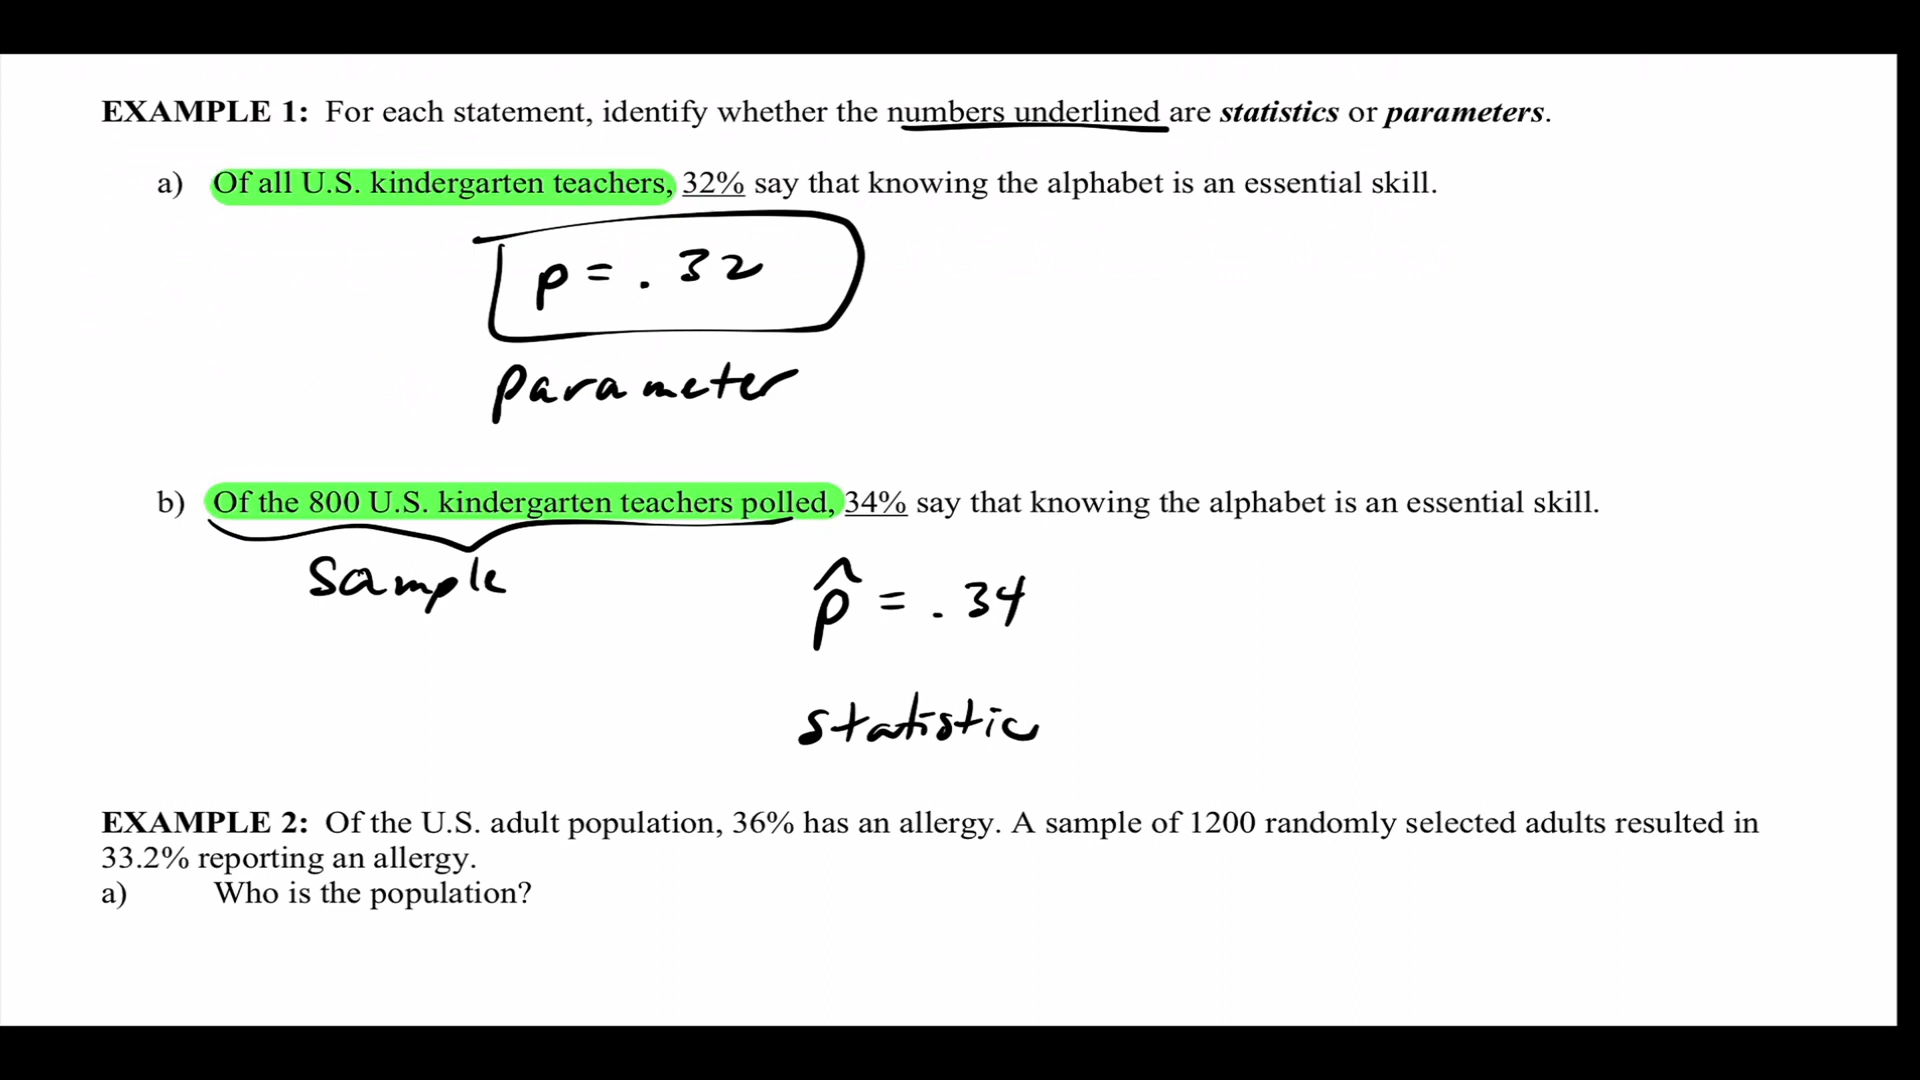 EXAMPLE 1: For each statement, identify whether the numbers underlined are statistics or parameters.
a) Of all U.S. kindergarten teachers, 32% say that knowing the alphabet is an essential skill.
p = .32
parameter
b) Of the 800 U.S. kindergarten teachers polled, 34% say that knowing the alphabet is an essential skill.
sample
p̂ = .34
statistic
EXAMPLE 2: Of the U.S. adult population, 36% has an allergy. A sample of 1200 randomly selected adults resulted in
33.2% reporting an allergy.
a) Who is the population?